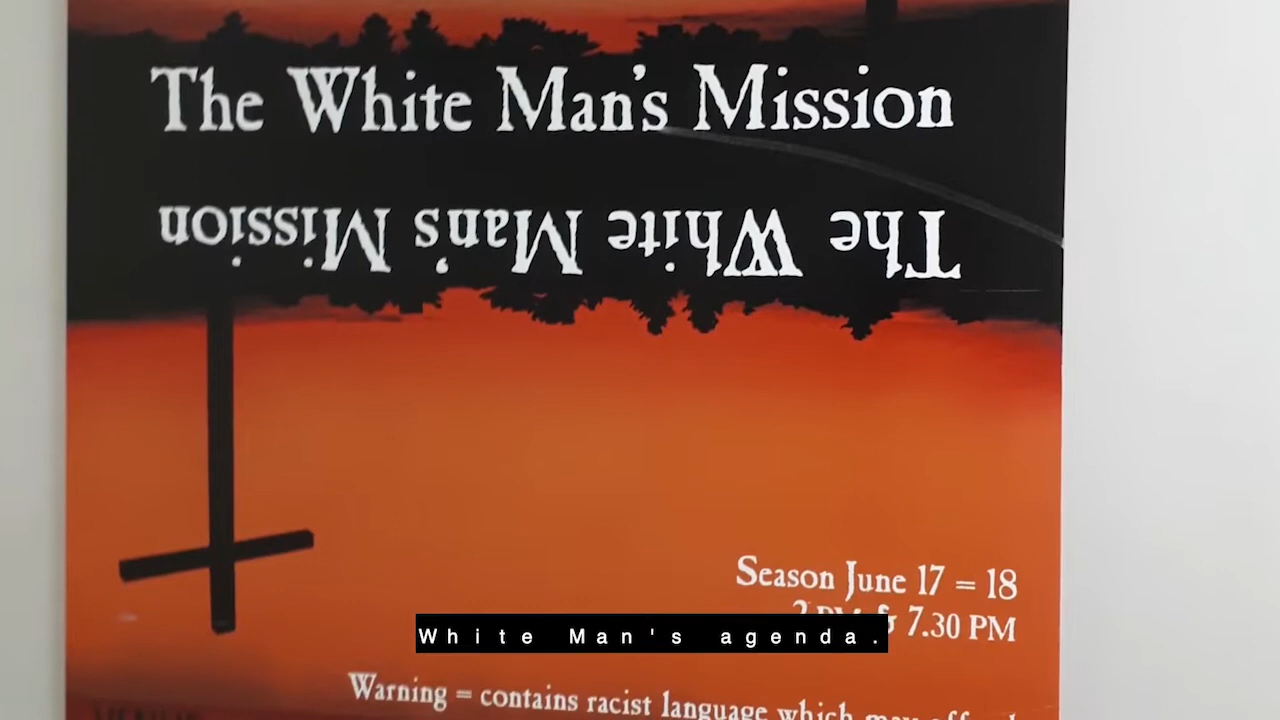 The White Man's Mission
The White Man's Mission
Season June 17 = 18
& 7.30 PM
White Man's agenda.
Warning = contains racist language which may